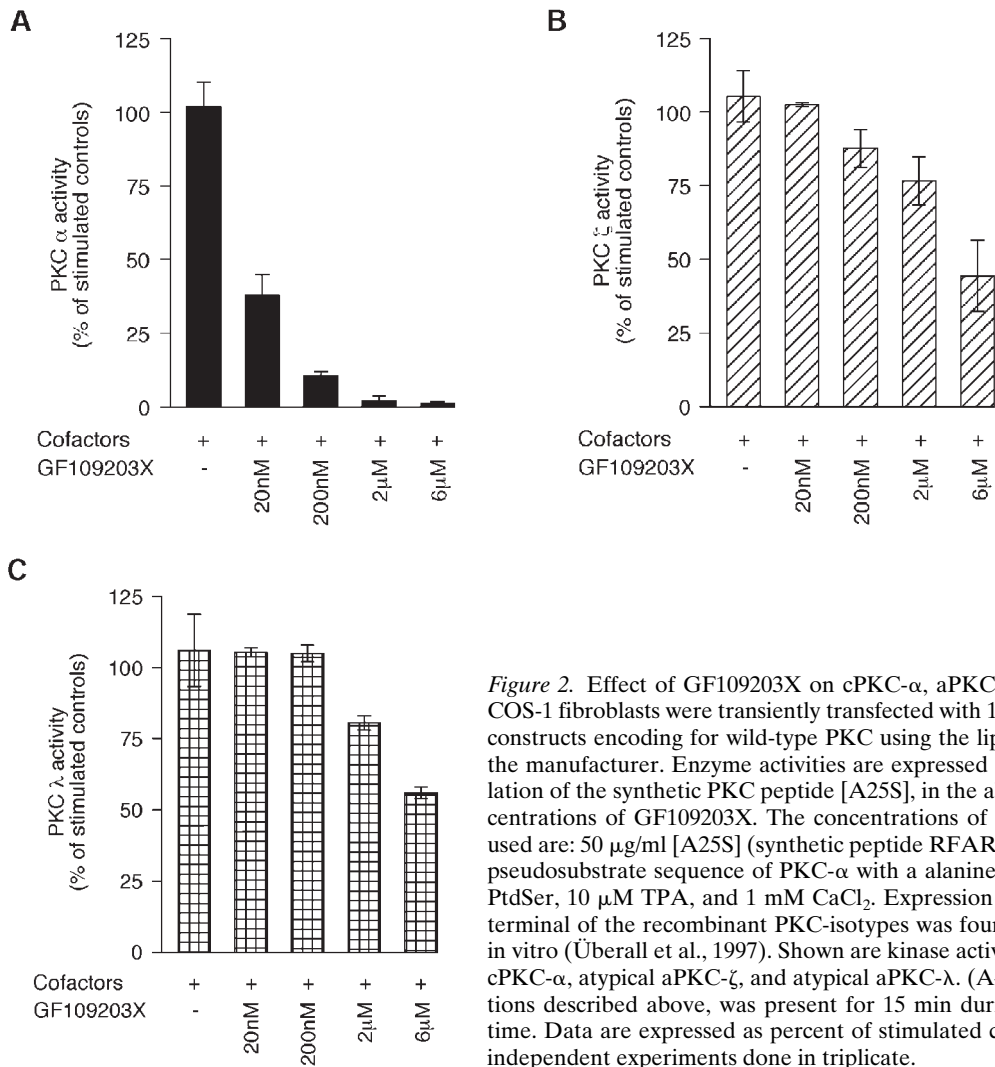 A
125
100
75
50
25
0
PKC α activity
(% of stimulated controls)
Cofactors + + + + +
GF109203X - 20nM 200nM 2μM 6μM
B
125
100
75
50
25
0
PKC ζ activity
(% of stimulated controls)
Cofactors + + + + +
GF109203X - 20nM 200nM 2μM 6μM
C
125
100
75
50
25
0
PKC λ activity
(% of stimulated controls)
Cofactors + + + + +
GF109203X - 20nM 200nM 2μM 6μM
Figure 2. Effect of GF109203X on cPKC-α, aPKC
COS-1 fibroblasts were transiently transfected with 1
constructs encoding for wild-type PKC using the lip
the manufacturer. Enzyme activities are expressed
lation of the synthetic PKC peptide [A25S], in the a
centrations of GF109203X. The concentrations of
used are: 50 μg/ml [A25S] (synthetic peptide RFAR
pseudosubstrate sequence of PKC-α with a alanine
PtdSer, 10 μM TPA, and 1 mM CaCl₂. Expression
terminal of the recombinant PKC-isotypes was four
in vitro (Überall et al., 1997). Shown are kinase activ
cPKC-α, atypical aPKC-ζ, and atypical aPKC-λ. (A
tions described above, was present for 15 min duri
time. Data are expressed as percent of stimulated c
independent experiments done in triplicate.